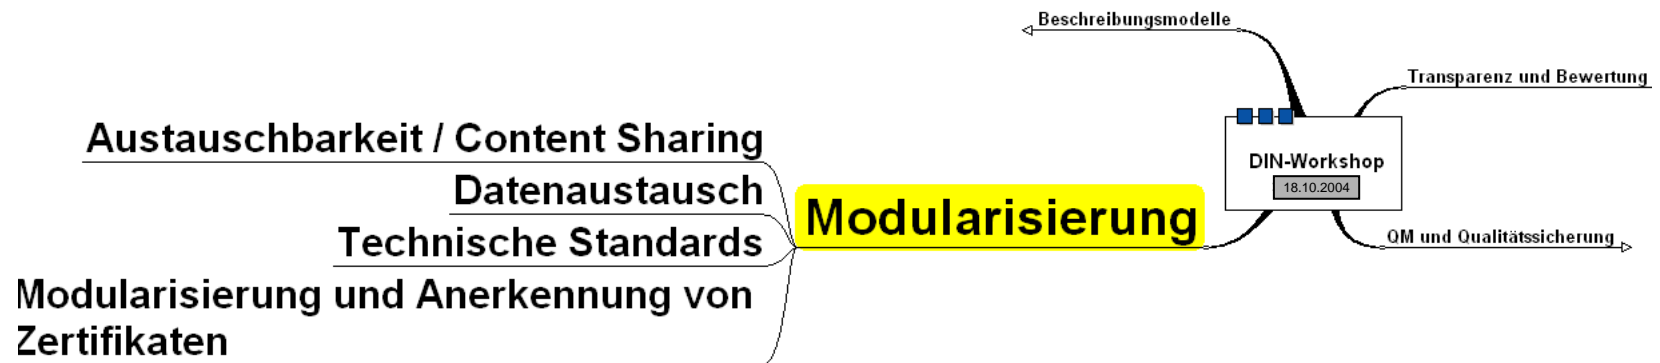 Beschreibungsmodelle
Transparenz und Bewertung
DIN-Workshop
18.10.2004
QM und Qualitätssicherung
Modularisierung
Austauschbarkeit / Content Sharing
Datenaustausch
Technische Standards
Modularisierung und Anerkennung von
Zertifikaten